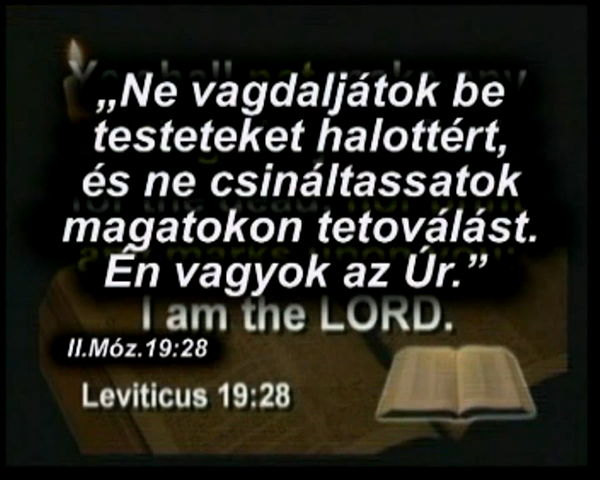 „Ne vagdaljátok be
testeteket halottért,
és ne csináltassatok
magatokon tetoválást.
Én vagyok az Úr.”
I am the LORD.
II.Móz.19:28
Leviticus 19:28